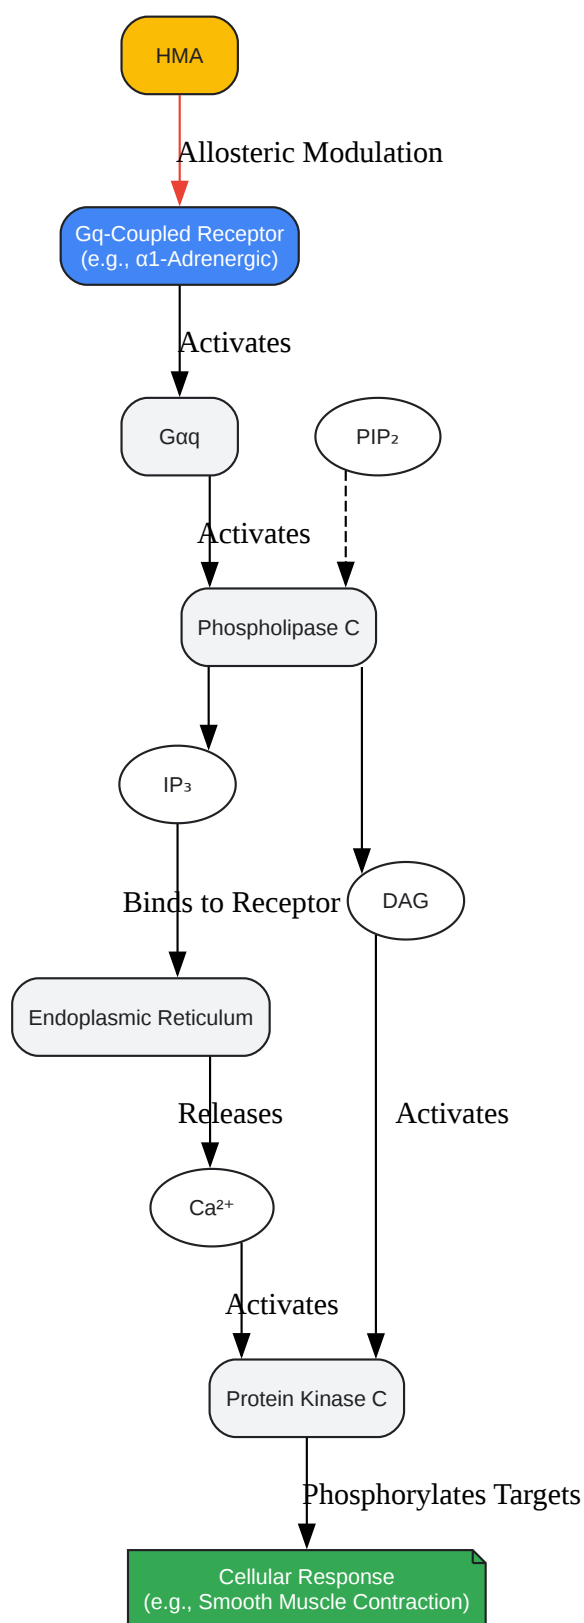 HMA
Allosteric Modulation
Gq-Coupled Receptor
(e.g., α1-Adrenergic)
Activates
Gαq
PIP₂
Activates
Phospholipase C
IP₃
Binds to Receptor
DAG
Endoplasmic Reticulum
Releases
Activates
Ca²⁺
Activates
Protein Kinase C
Phosphorylates Targets
Cellular Response
(e.g., Smooth Muscle Contraction)